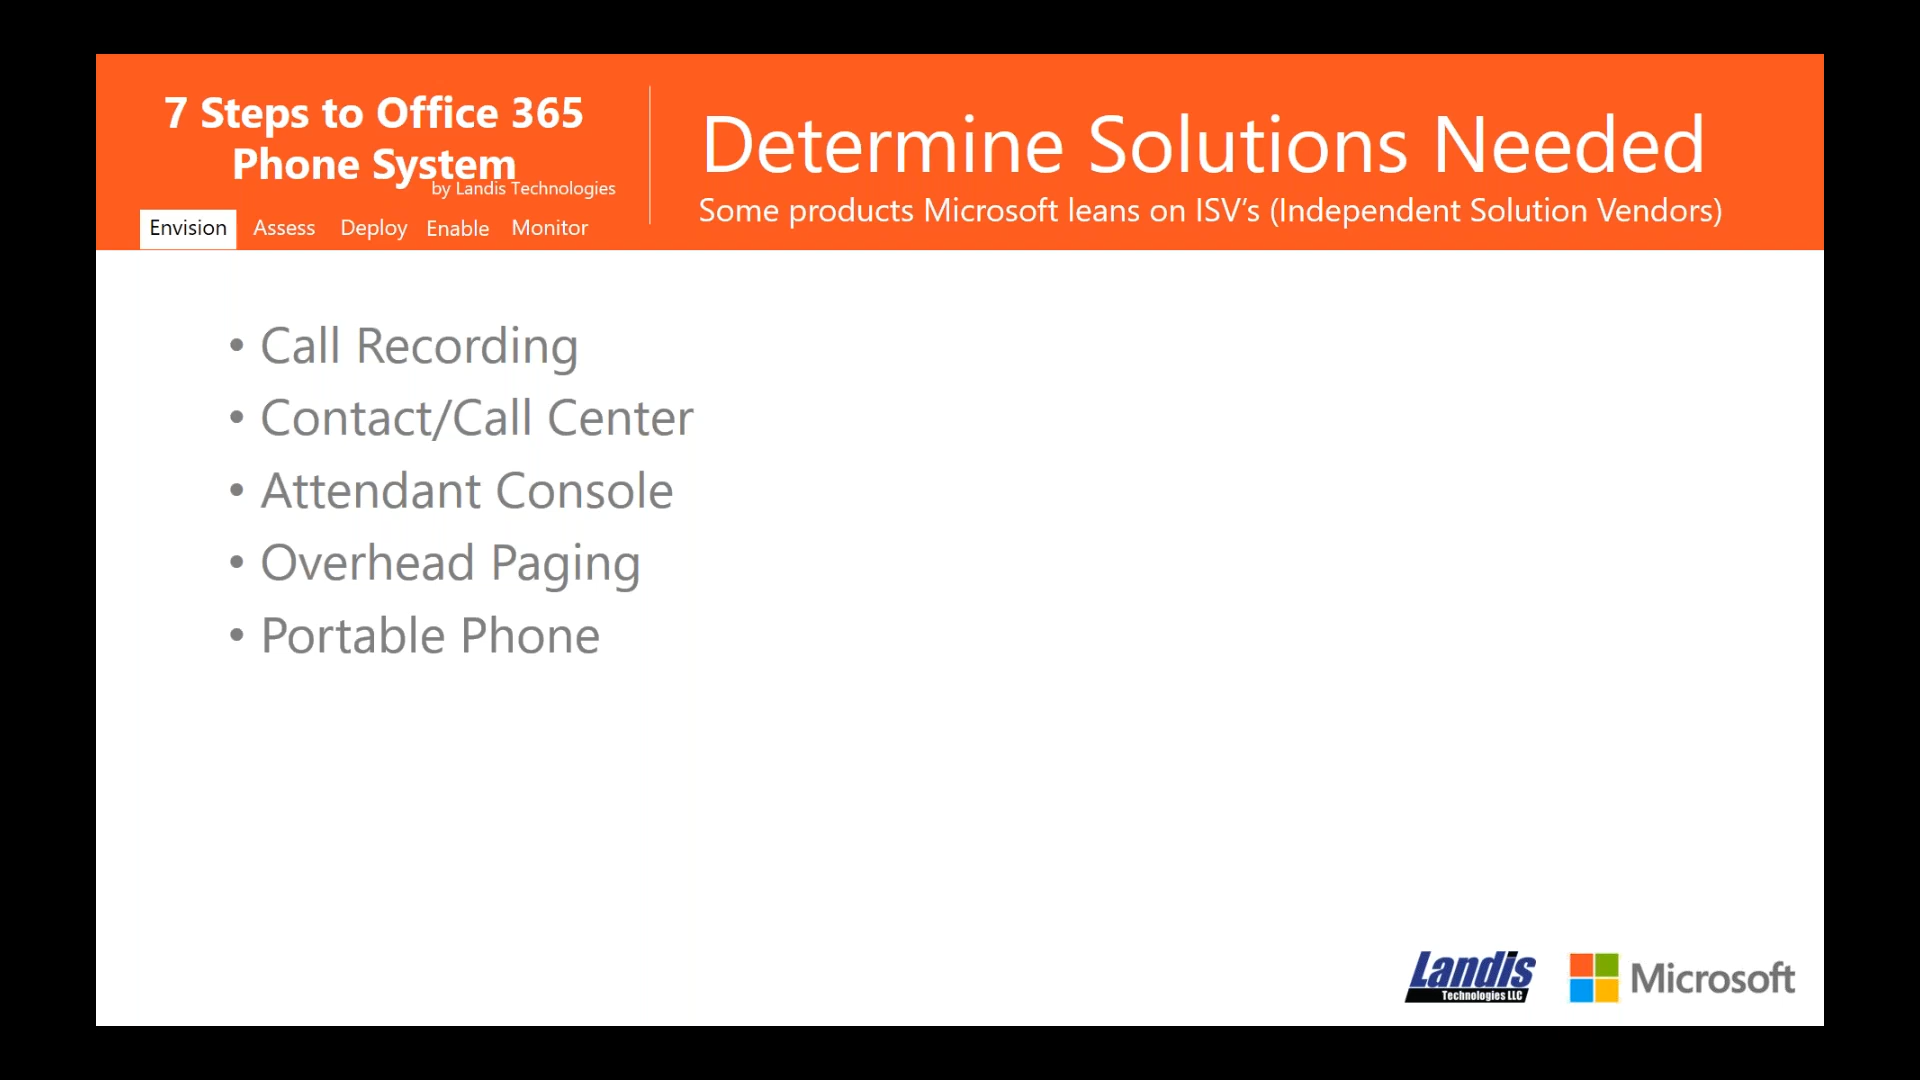 7 Steps to Office 365
Phone System
by Landis Technologies
Envision Assess Deploy Enable Monitor
Determine Solutions Needed
Some products Microsoft leans on ISV's (Independent Solution Vendors)
• Call Recording
• Contact/Call Center
• Attendant Console
• Overhead Paging
• Portable Phone
Landis
Technologies LLC
Microsoft